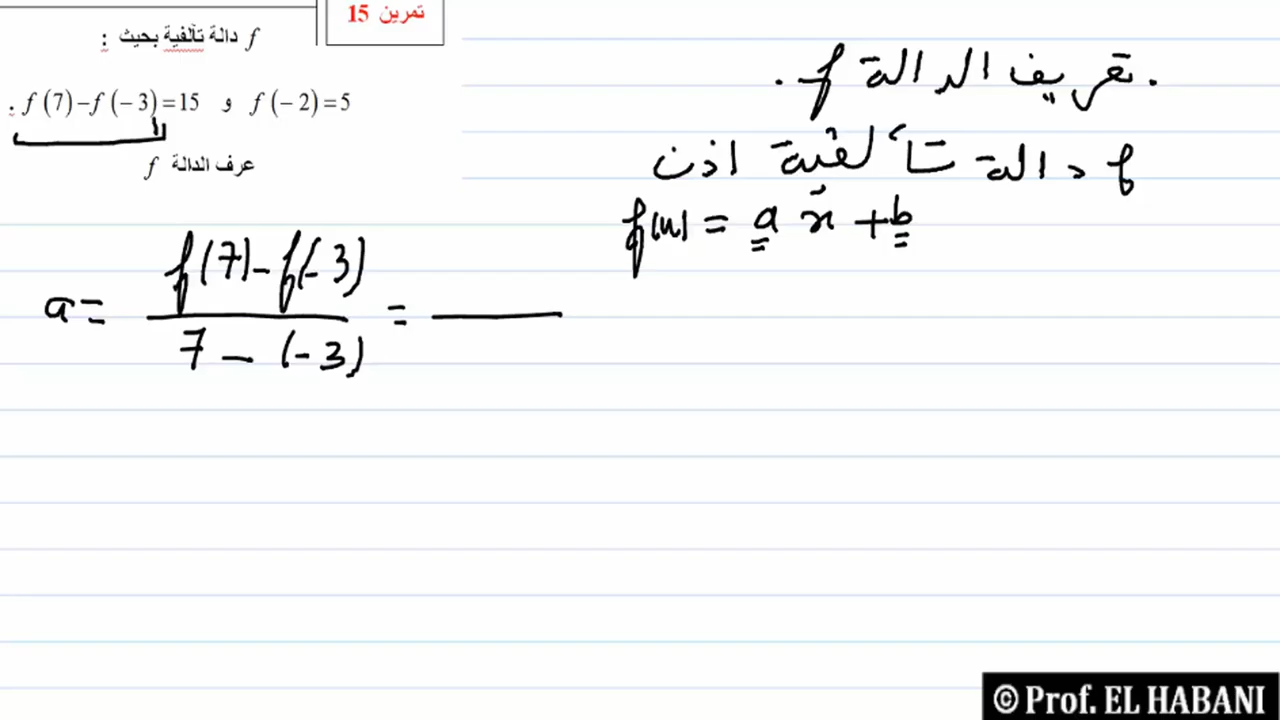 تمرين 15
f دالة تآلفية بحيث :
f(-2)=5 و f(7)-f(-3)=15 .
عرف الدالة f
. تعريف الدالة f .
f دالة تألفية اذن
f(x) = a x + b
a = f(7) - f(-3) / 7 - (-3) =
© Prof. EL HABANI